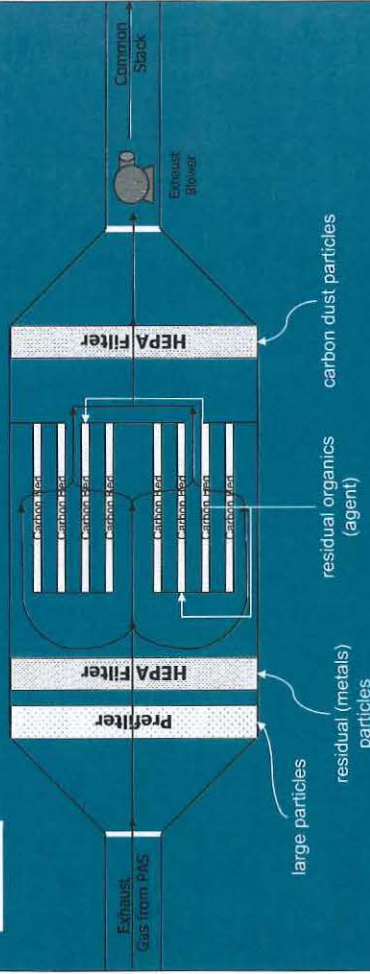 Exhaust
Gas from PAS
Prefilter
HEPA Filter
Carbon Bed
Carbon Bed
Carbon Bed
Carbon Bed
Carbon Bed
Carbon Bed
Carbon Bed
Carbon Bed
HEPA Filter
Exhaust
Blower
Common
Stack
large particles
residual (metals)
particles
residual organics
(agent)
carbon dust particles